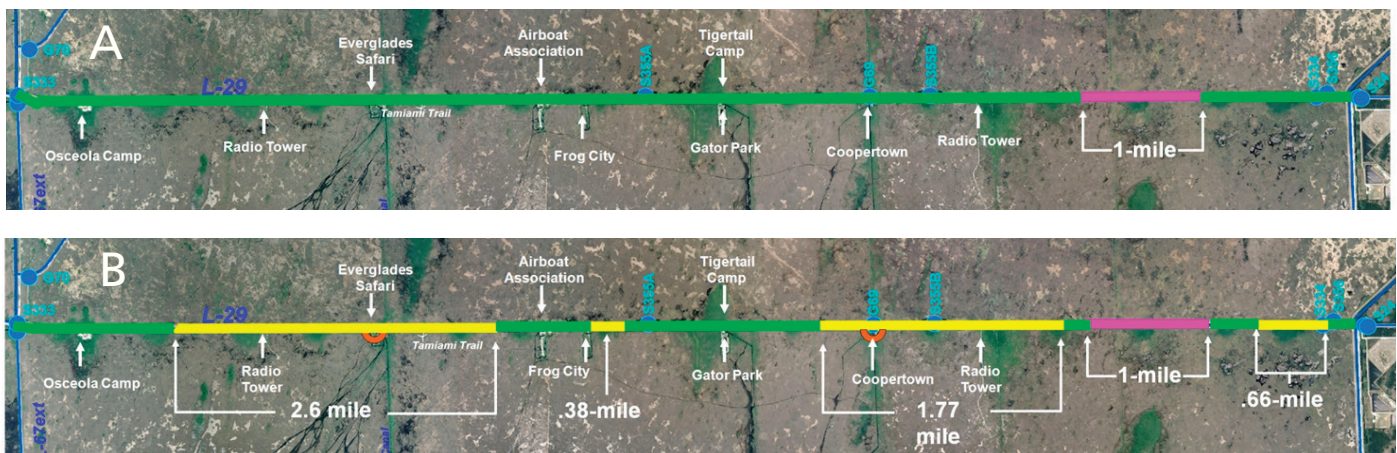 A
G70
S333
L-29
Everglades
Safari
Airboat
Association
S355A
Tigertail
Camp
G69
S355B
S334
Tamiami Trail
Osceola Camp
Radio Tower
Frog City
Gator Park
Coopertown
Radio Tower
1-mile
B
G70
S333
L-29
Everglades
Safari
Airboat
Association
S355A
Tigertail
Camp
G69
S355B
S334
Tamiami Trail
Osceola Camp
Radio
Tower
Frog City
Gator Park
Coopertown
Radio
Tower
1-mile
2.6 mile
.38-mile
1.77
mile
.66-mile